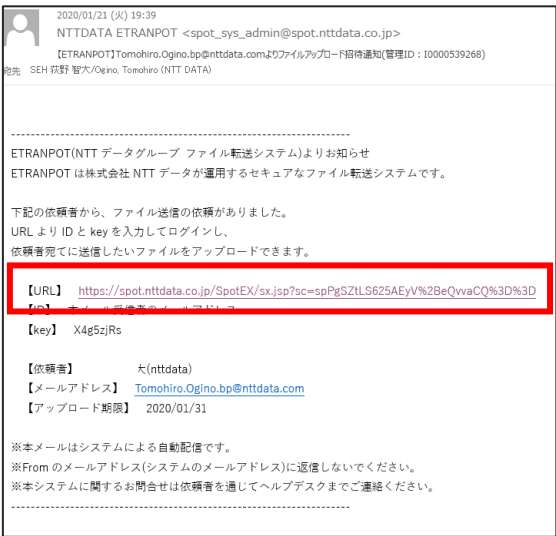 2020/01/21 (火) 19:39
NTTDATA ETRANPOT <spot_sys_admin@spot.nttdata.co.jp>
【ETRANPOT】Tomohiro.Ogino.bp@nttdata.comよりファイルアップロード招待通知(管理ID：I0000539268)
宛先 SEH 荻野 智大/Ogino, Tomohiro (NTT DATA)
----------------------------------------------------------------------
ETRANPOT(NTT データグループ ファイル転送システム)よりお知らせ
ETRANPOT は株式会社 NTT データが運用するセキュアなファイル転送システムです。
下記の依頼者から、ファイル送信の依頼がありました。
URL より ID と key を入力してログインし、
依頼者宛てに送信したいファイルをアップロードできます。
【URL】 https://spot.nttdata.co.jp/SpotEX/sx.jsp?sc=spPgSZtLS625AEyV%2BeQvvaCQ%3D%3D
【ID】 本メール受信者のメールアドレス
【key】 X4g5zjRs
【依頼者】 大(nttdata)
【メールアドレス】 Tomohiro.Ogino.bp@nttdata.com
【アップロード期限】 2020/01/31
※本メールはシステムによる自動配信です。
※From のメールアドレス(システムのメールアドレス)に返信しないでください。
※本システムに関するお問合せは依頼者を通じてヘルプデスクまでご連絡ください。
----------------------------------------------------------------------